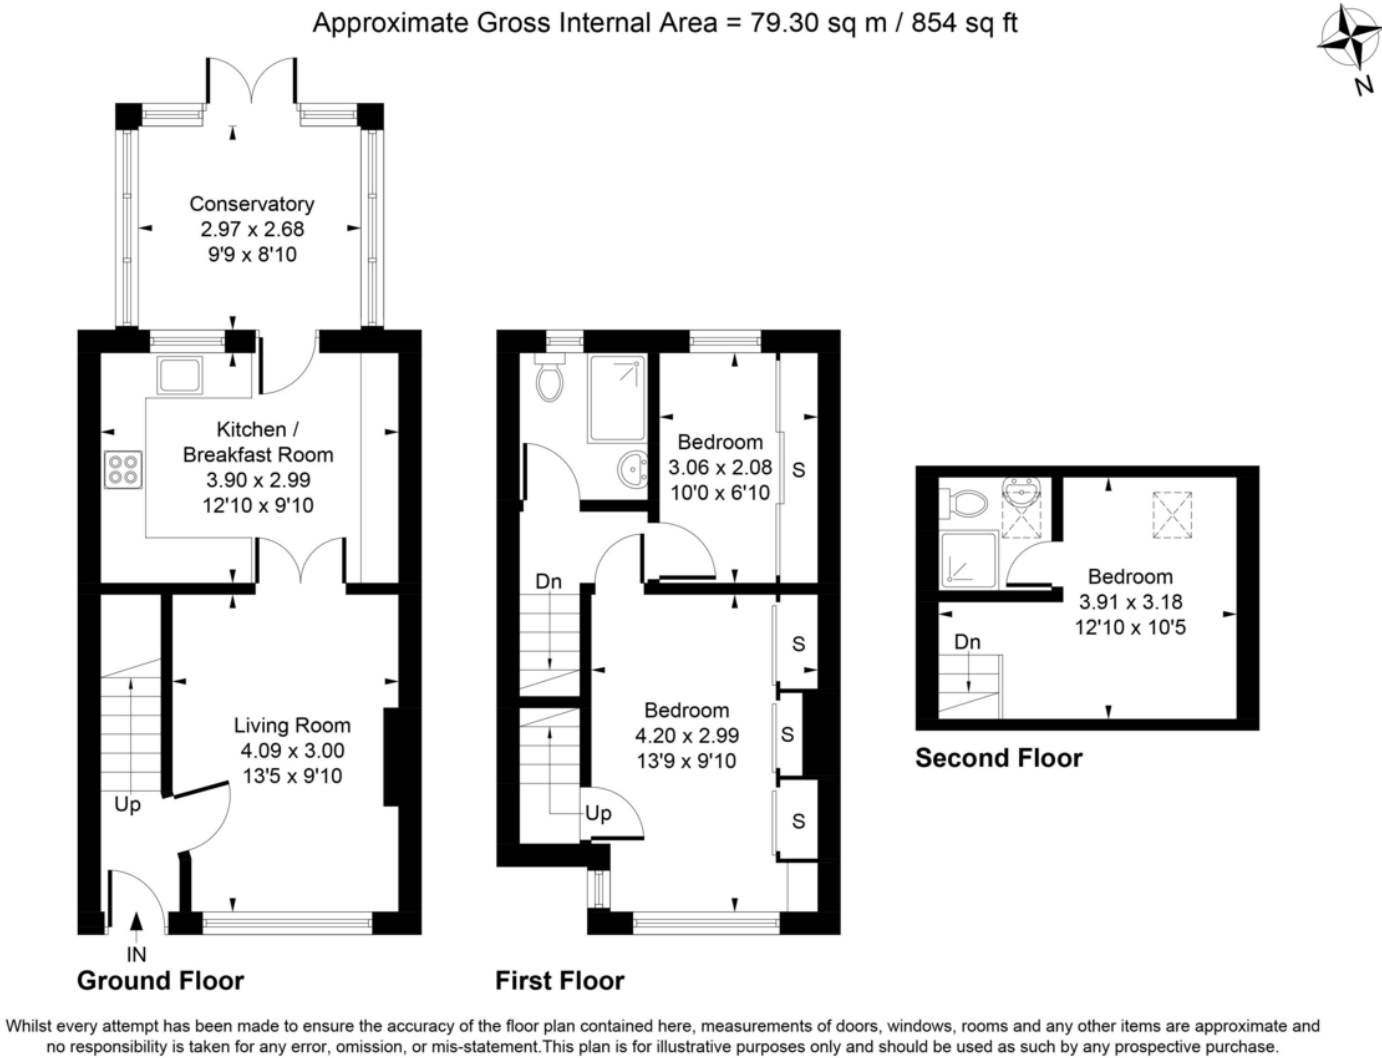 Approximate Gross Internal Area = 79.30 sq m / 854 sq ft
N
Conservatory
2.97 x 2.68
9'9 x 8'10
Kitchen /
Breakfast Room
3.90 x 2.99
12'10 x 9'10
Living Room
4.09 x 3.00
13'5 x 9'10
Up
IN
Ground Floor
Bedroom
3.06 x 2.08
10'0 x 6'10
S
Dn
S
Bedroom
4.20 x 2.99
13'9 x 9'10
S
Up
S
First Floor
Bedroom
3.91 x 3.18
12'10 x 10'5
Dn
Second Floor
Whilst every attempt has been made to ensure the accuracy of the floor plan contained here, measurements of doors, windows, rooms and any other items are approximate and
no responsibility is taken for any error, omission, or mis-statement.This plan is for illustrative purposes only and should be used as such by any prospective purchase.